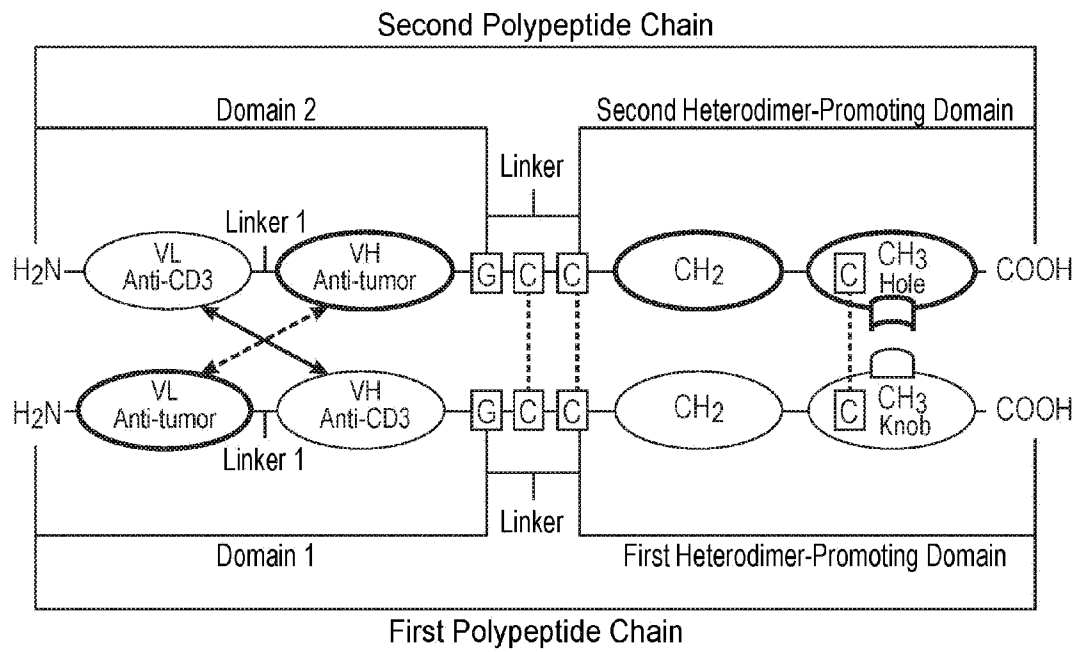 Second Polypeptide Chain
Domain 2
Second Heterodimer-Promoting Domain
Linker
Linker 1
H2N
VL
Anti-CD3
VH
Anti-tumor
G C C
CH2
C
CH3
Hole
COOH
H2N
VL
Anti-tumor
VH
Anti-CD3
G C C
CH2
C
CH3
Knob
COOH
Linker 1
Linker
Domain 1
First Heterodimer-Promoting Domain
First Polypeptide Chain